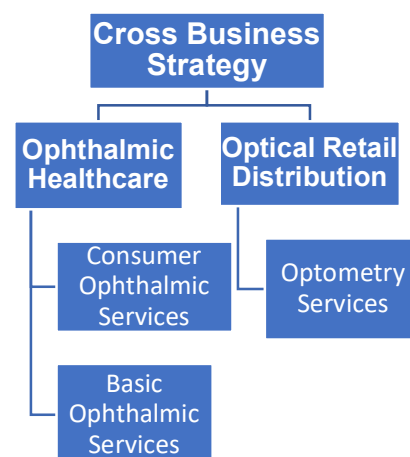 Cross Business
Strategy
Ophthalmic
Healthcare
Optical Retail
Distribution
Consumer
Ophthalmic
Services
Optometry
Services
Basic
Ophthalmic
Services